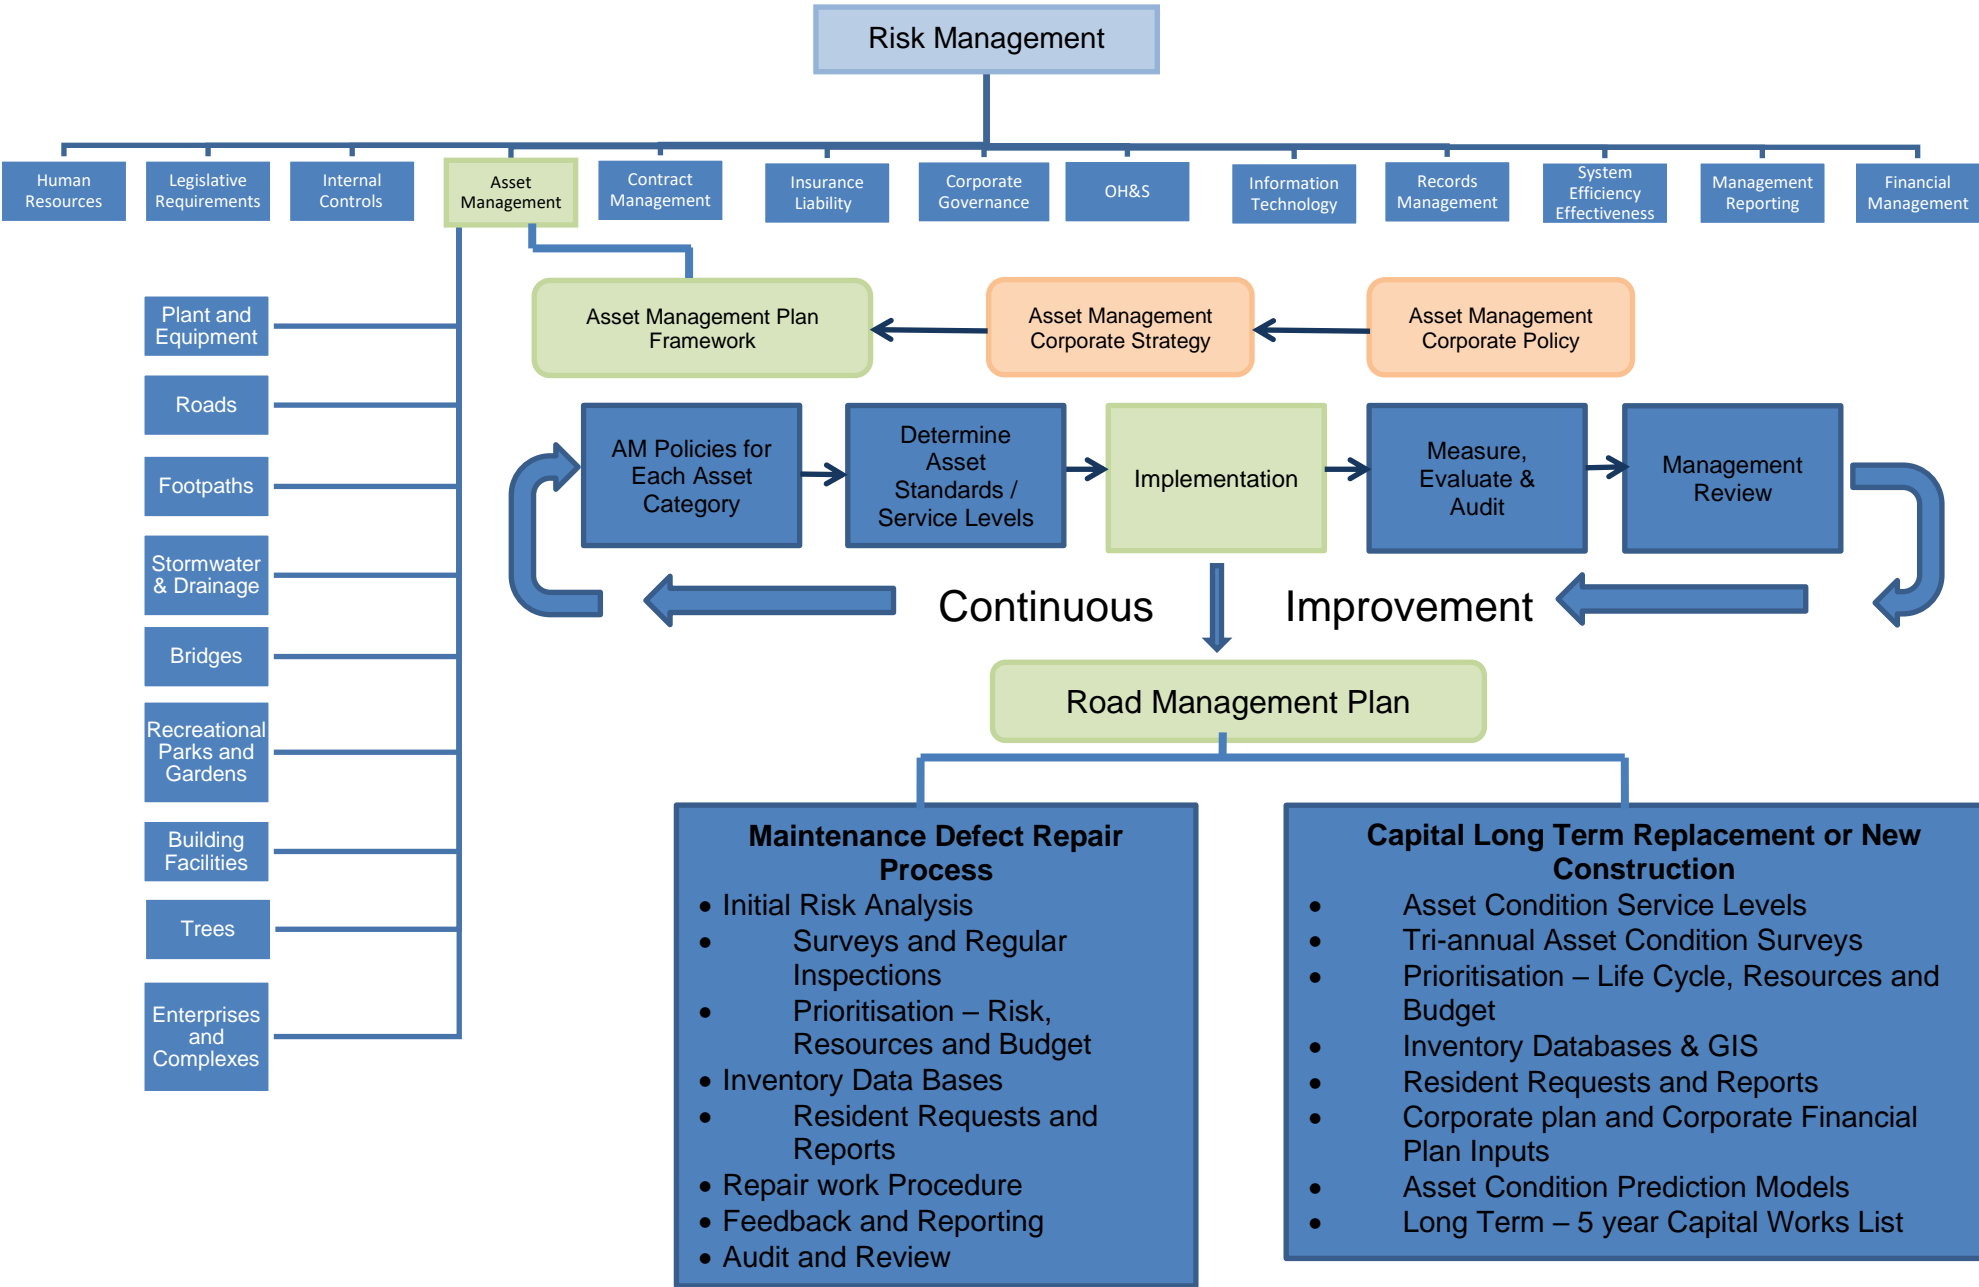 Risk Management
Human
Resources
Legislative
Requirements
Internal
Controls
Asset
Management
Contract
Management
Insurance
Liability
Corporate
Governance
OH&S
Information
Technology
Records
Management
System
Efficiency
Effectiveness
Management
Reporting
Financial
Management
Plant and
Equipment
Roads
Footpaths
Stormwater
& Drainage
Bridges
Recreational
Parks and
Gardens
Building
Facilities
Trees
Enterprises
and
Complexes
Asset Management Plan
Framework
Asset Management
Corporate Strategy
Asset Management
Corporate Policy
AM Policies for
Each Asset
Category
Determine
Asset
Standards /
Service Levels
Implementation
Measure,
Evaluate &
Audit
Management
Review
Continuous Improvement
Road Management Plan
Maintenance Defect Repair
Process
• Initial Risk Analysis
• Surveys and Regular
Inspections
• Prioritisation – Risk,
Resources and Budget
• Inventory Data Bases
• Resident Requests and
Reports
• Repair work Procedure
• Feedback and Reporting
• Audit and Review
Capital Long Term Replacement or New
Construction
• Asset Condition Service Levels
• Tri-annual Asset Condition Surveys
• Prioritisation – Life Cycle, Resources and
Budget
• Inventory Databases & GIS
• Resident Requests and Reports
• Corporate plan and Corporate Financial
Plan Inputs
• Asset Condition Prediction Models
• Long Term – 5 year Capital Works List